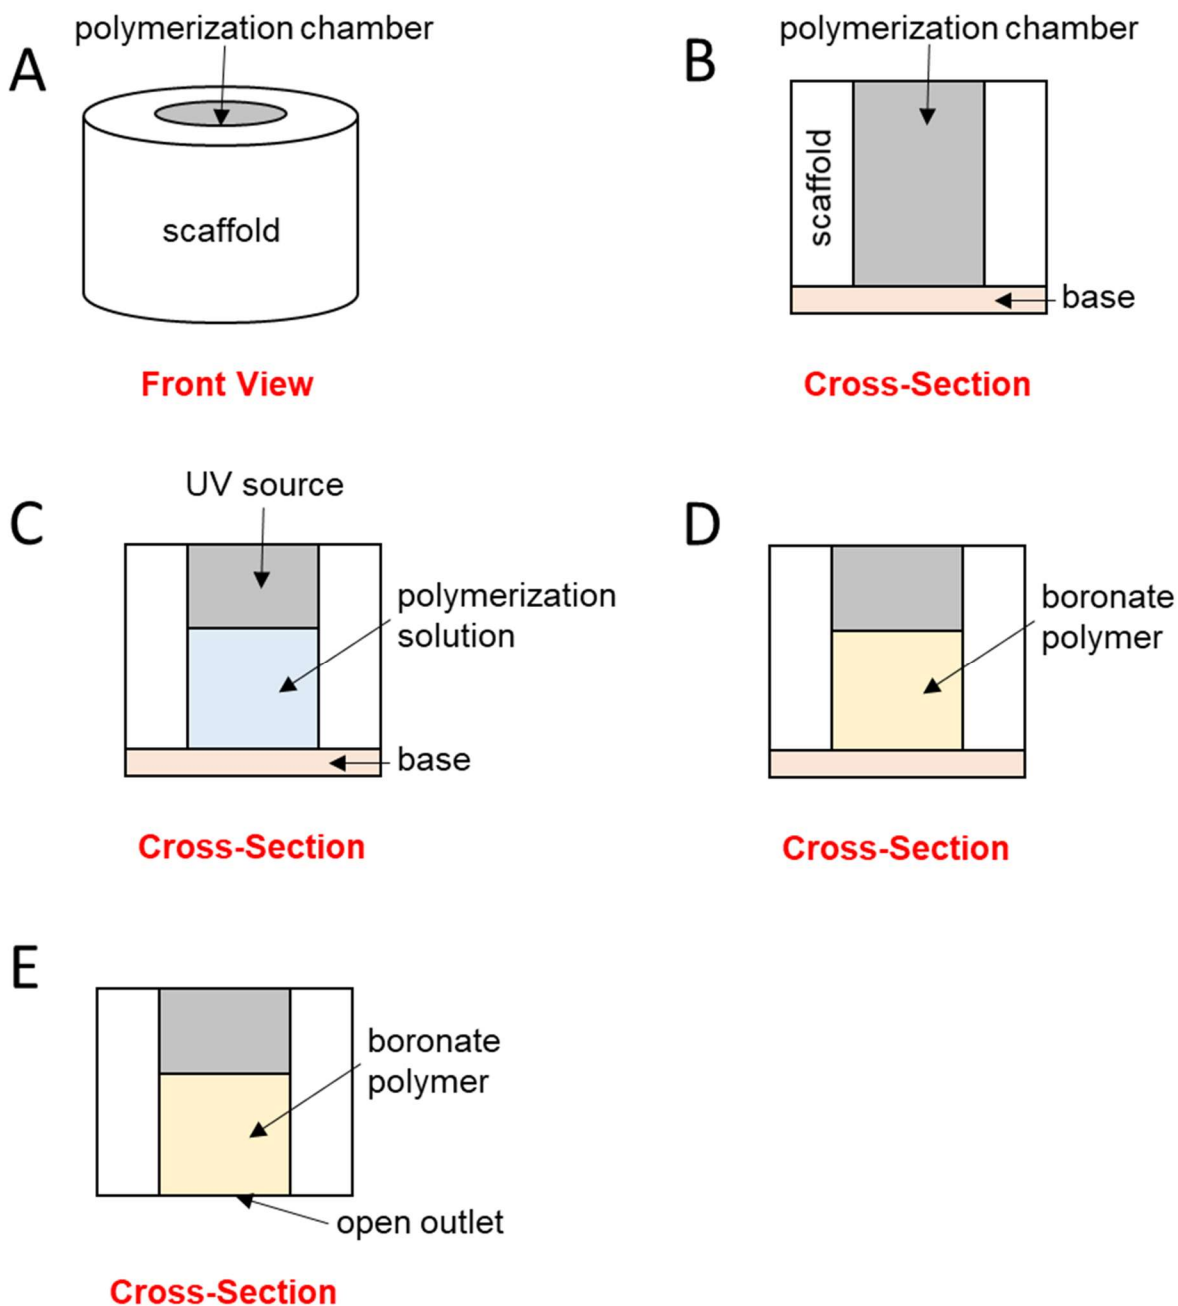 A
polymerization chamber
scaffold
Front View
B
polymerization chamber
scaffold
base
Cross-Section
C
UV source
polymerization
solution
base
Cross-Section
D
boronate
polymer
Cross-Section
E
boronate
polymer
open outlet
Cross-Section